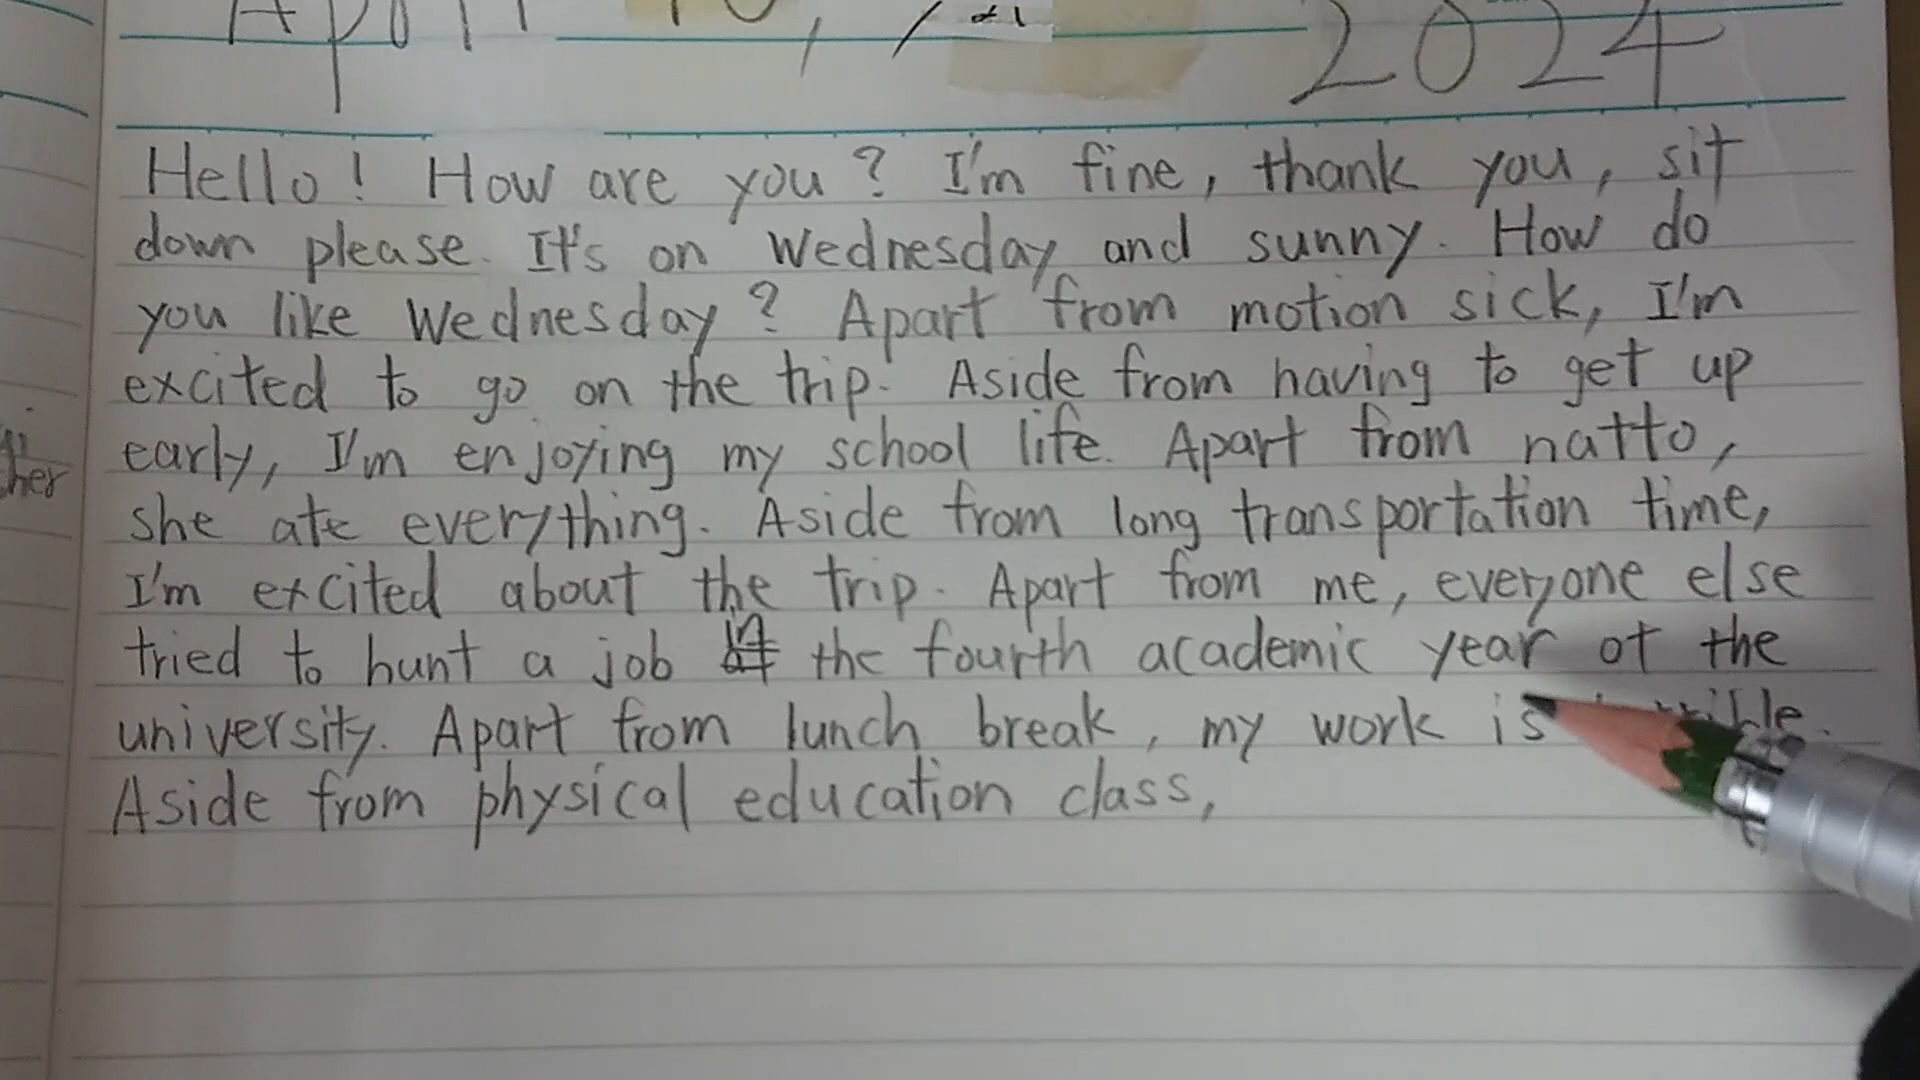 2024
Hello! How are you? I'm fine, thank you, sit
down please. It's on Wednesday and sunny. How do
you like Wednesday? Apart from motion sick, I'm
excited to go on the trip. Aside from having to get up
early, I'm enjoying my school life. Apart from natto,
she ate everything. Aside from long transportation time,
I'm excited about the trip. Apart from me, everyone else
tried to hunt a job in the fourth academic year of the
university. Apart from lunch break, my work is
Aside from physical education class,